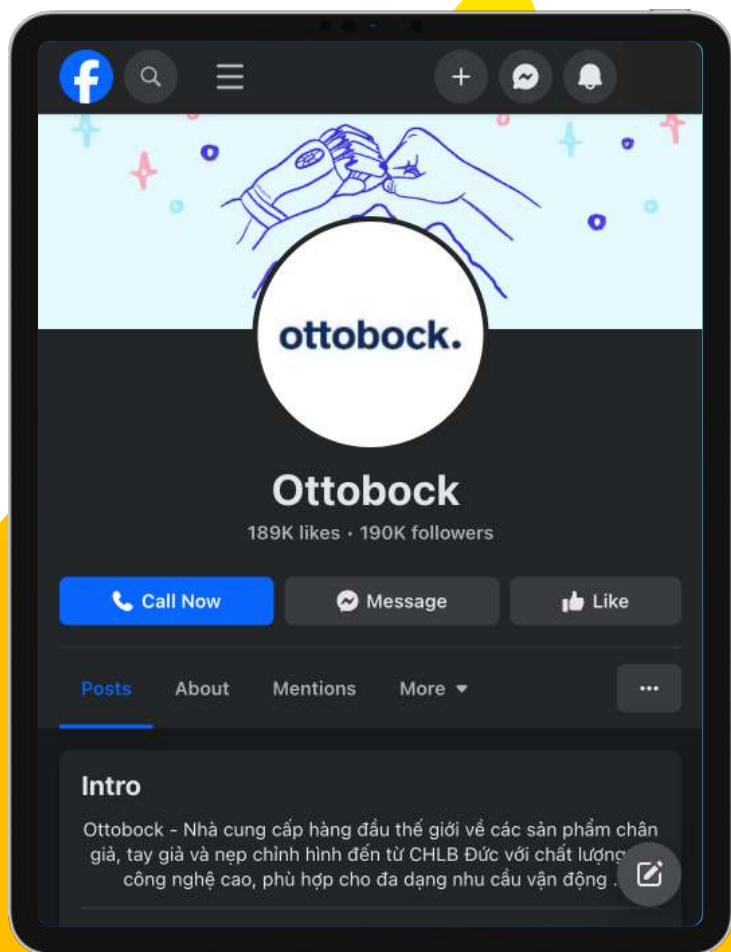 ottobock.
Ottobock
189K likes • 190K followers
Call Now
Message
Like
Posts
About
Mentions
More
Intro
Ottobock - Nhà cung cấp hàng đầu thế giới về các sản phẩm chân
giả, tay giả và nẹp chỉnh hình đến từ CHLB Đức với chất lượng
công nghệ cao, phù hợp cho đa dạng nhu cầu vận động .